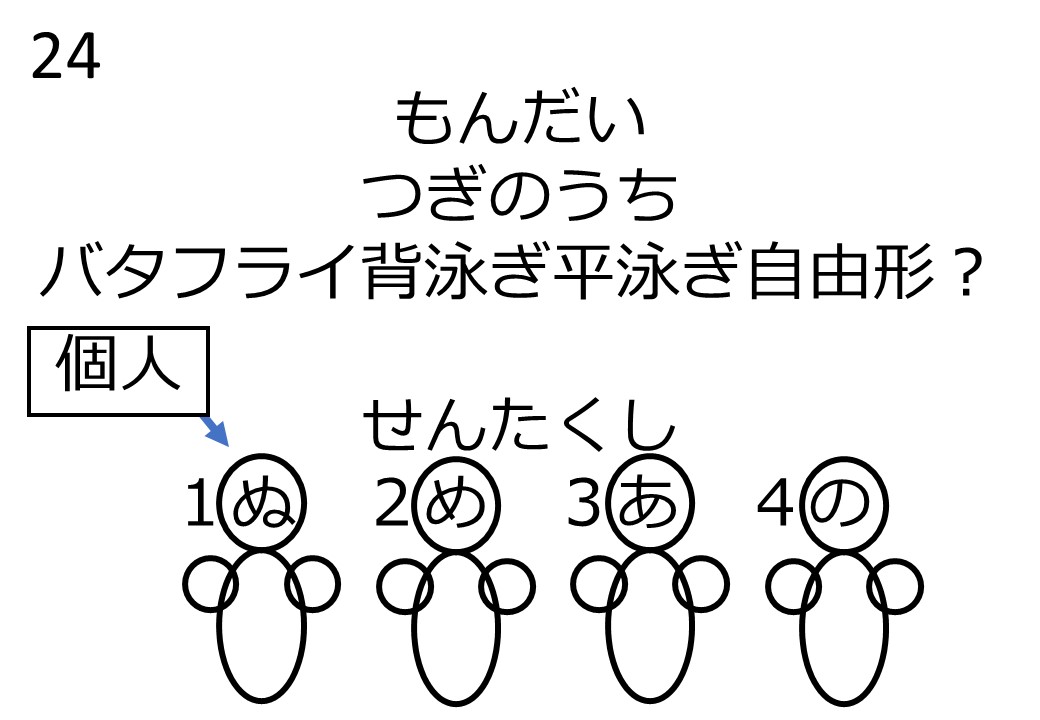 24
もんだい
つぎのうち
バタフライ背泳ぎ平泳ぎ自由形？
個人
せんたくし
1ぬ 2め 3あ 4の